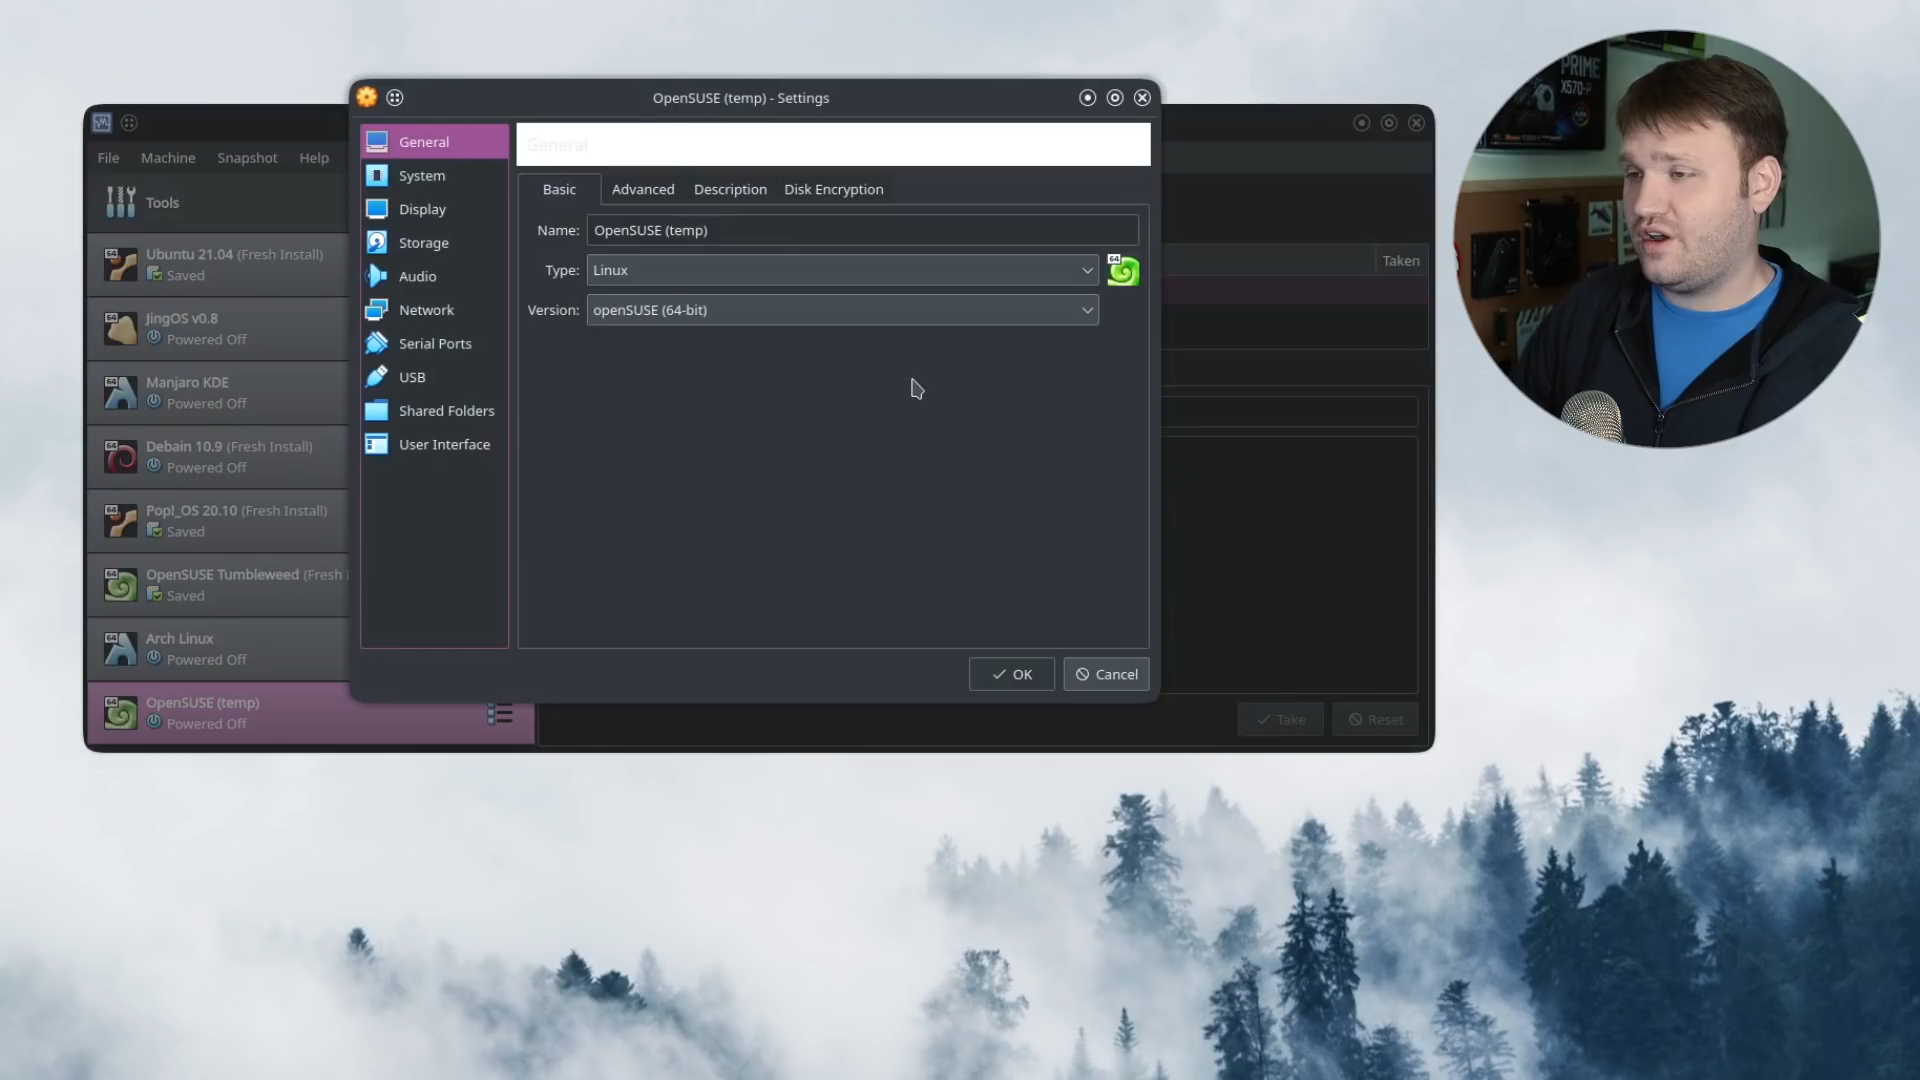 OpenSUSE (temp) - Settings
File Machine Snapshot Help
Tools
Ubuntu 21.04 (Fresh Install)
Saved
JingOS v0.8
Powered Off
Manjaro KDE
Powered Off
Debain 10.9 (Fresh Install)
Powered Off
Pop!_OS 20.10 (Fresh Install)
Saved
OpenSUSE Tumbleweed (Fresh I
Saved
Arch Linux
Powered Off
OpenSUSE (temp)
Powered Off
General
System
Display
Storage
Audio
Network
Serial Ports
USB
Shared Folders
User Interface
General
Basic Advanced Description Disk Encryption
Name: OpenSUSE (temp)
Type: Linux
64
Version: openSUSE (64-bit)
OK Cancel
Taken
Take Reset
PRIME
X570-P